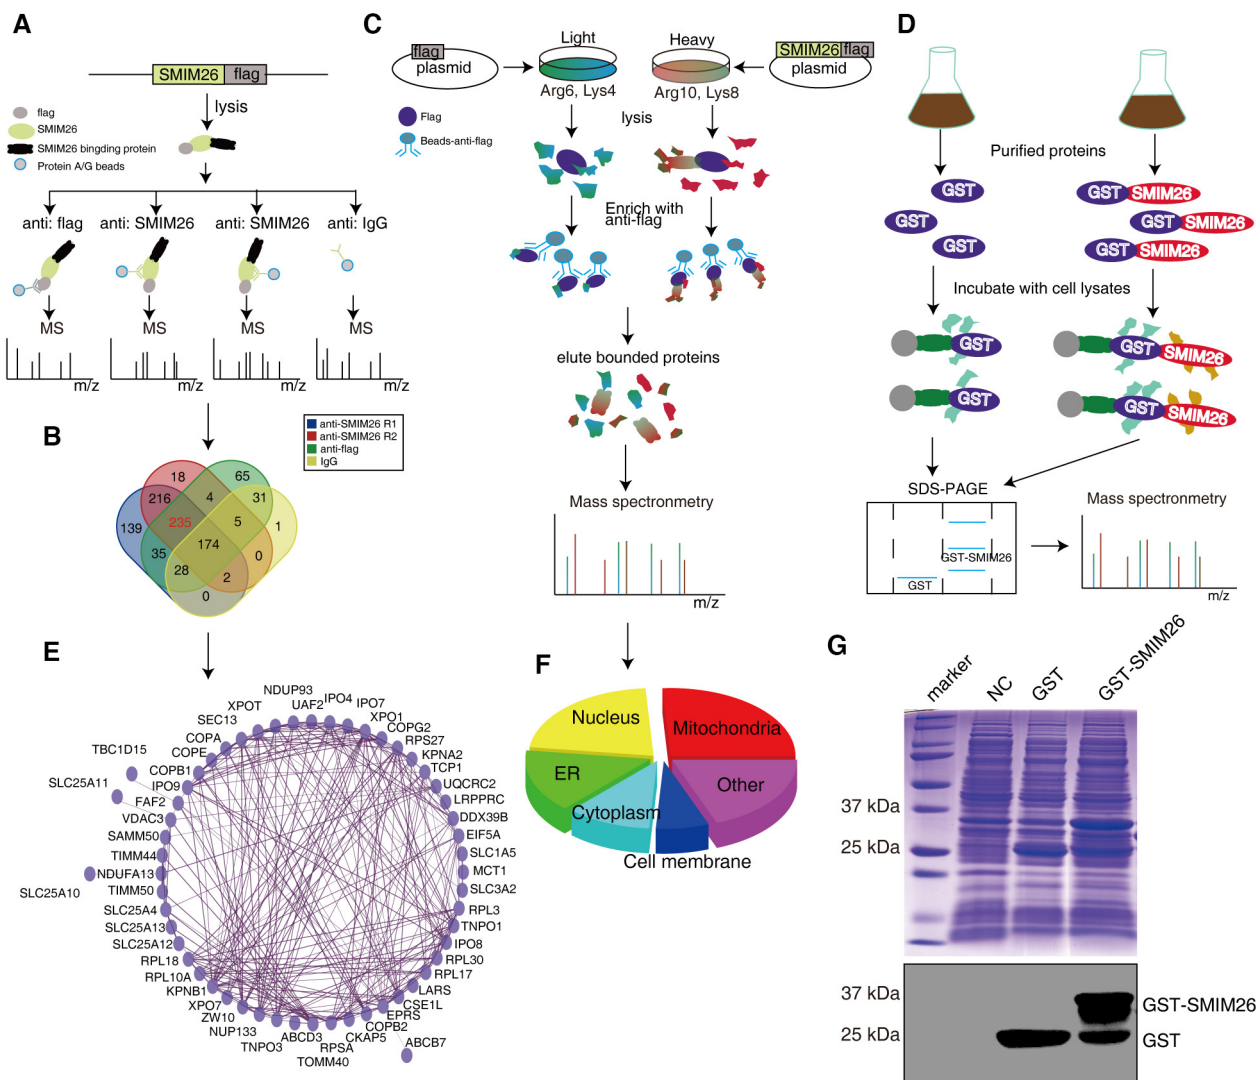 A
SMIM26 flag
lysis
flag
SMIM26
SMIM26 bingding protein
Protein A/G beads
anti: flag
anti: SMIM26
anti: SMIM26
anti: IgG
MS
MS
MS
MS
m/z
m/z
m/z
m/z
B
anti-SMIM26 R1
anti-SMIM26 R2
anti-flag
IgG
18
65
216
4
31
139
235
5
1
35
174
0
28
2
0
C
flag
plasmid
Light
Heavy
SMIM26 flag
plasmid
Arg6, Lys4
Arg10, Lys8
Flag
Beads-anti-flag
lysis
Enrich with
anti-flag
elute bounded proteins
Mass spectrometry
m/z
D
Purified proteins
GST
GST
GST
GST SMIM26
GST SMIM26
GST SMIM26
Incubate with cell lysates
GST
GST
GST SMIM26
GST SMIM26
SDS-PAGE
GST-SMIM26
GST
Mass spectrometry
m/z
E
NDUP93
UAF2
IPO4
IPO7
XPO1
COPG2
RPS27
KPNA2
TCP1
UQCRC2
LRPPRC
DDX39B
EIF5A
SLC1A5
MCT1
SLC3A2
RPL3
TNPO1
IPO8
RPL30
RPL17
LARS
CSE1L
EPRS
COPB2
ABCB7
CKAP5
RPSA
TOMM40
ABCD3
TNPO3
NUP133
ZW10
XPO7
KPNB1
RPL10A
RPL18
SLC25A12
SLC25A13
SLC25A4
SLC25A10
TIMM50
NDUFA13
TIMM44
SAMM50
VDAC3
FAF2
SLC25A11
IPO9
TBC1D15
COPB1
COPE
COPA
SEC13
XPOT
F
Nucleus
Mitochondria
ER
Other
Cytoplasm
Cell membrane
G
marker
NC
GST
GST-SMIM26
37 kDa
25 kDa
37 kDa
25 kDa
GST-SMIM26
GST